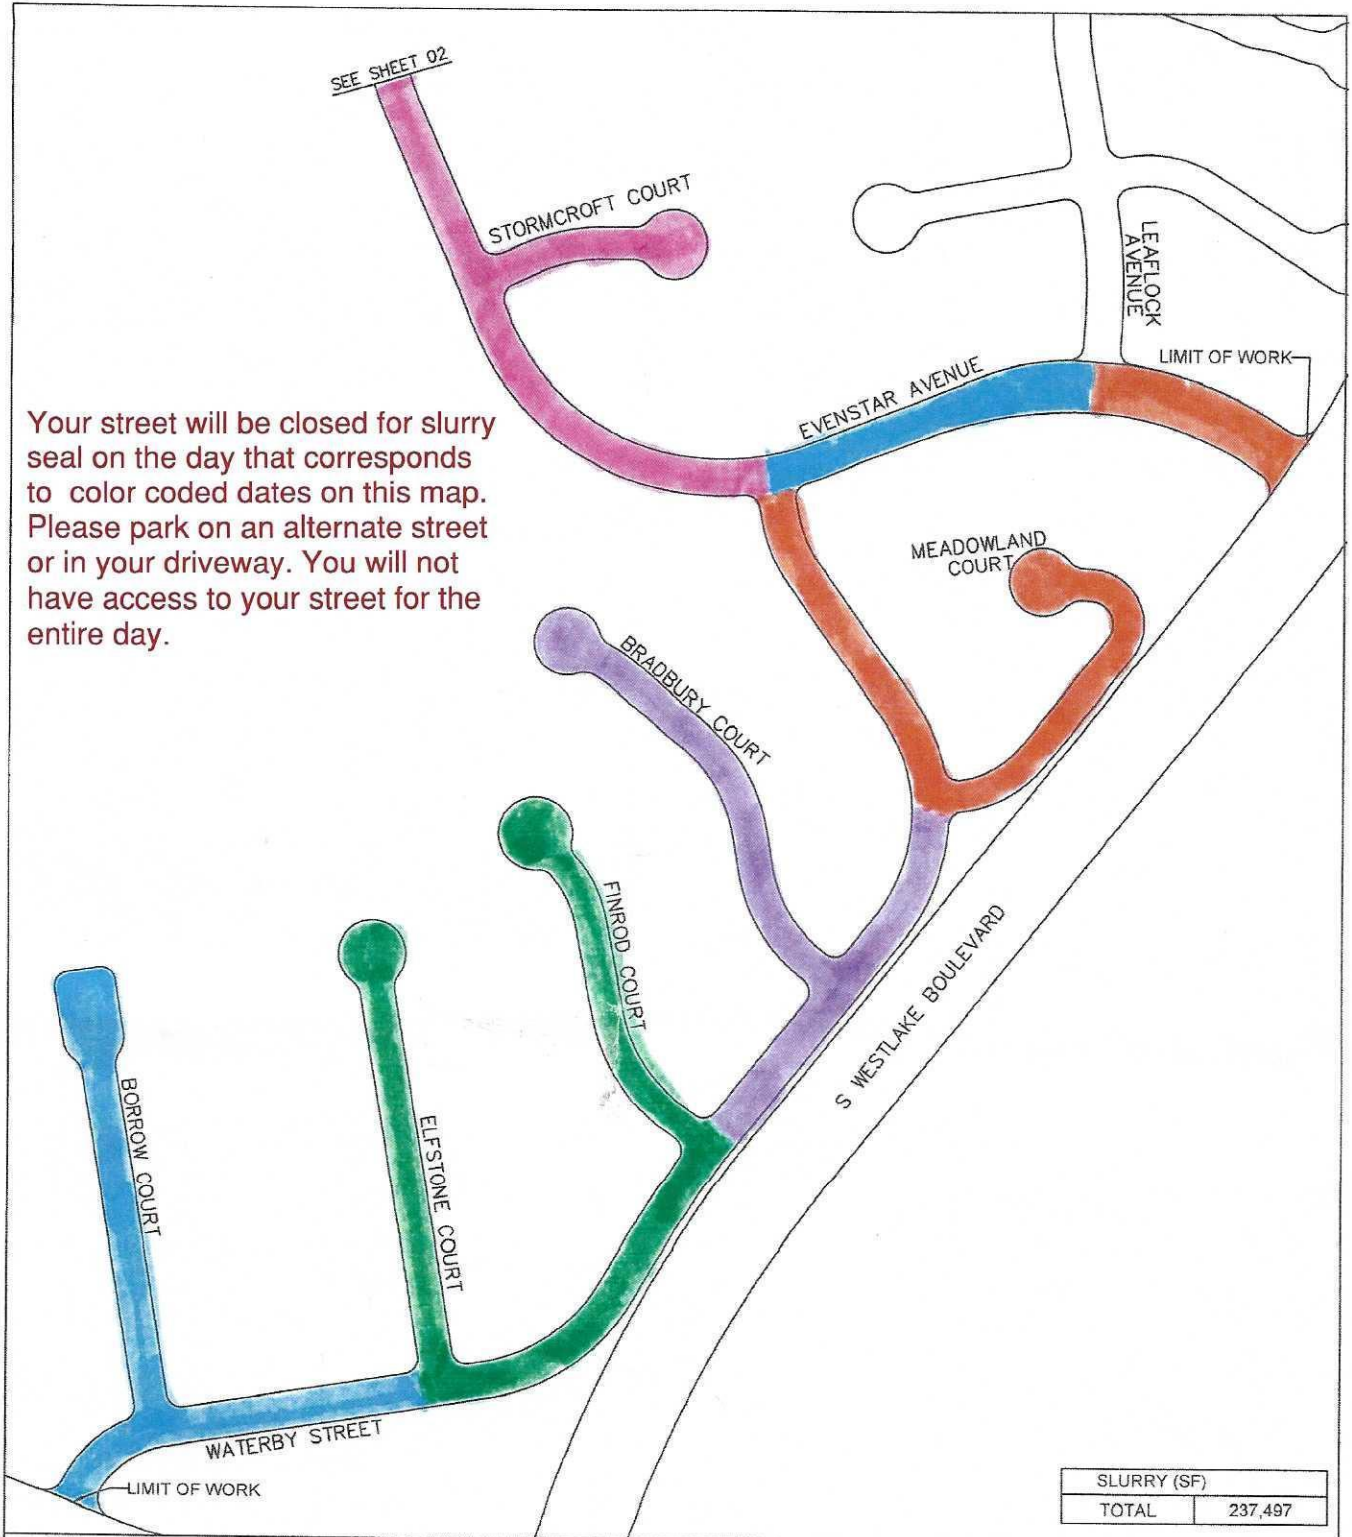 SEE SHEET 02
STORMCROFT COURT
LEAFLOCK
AVENUE
LIMIT OF WORK
EVENSTAR AVENUE
Your street will be closed for slurry
seal on the day that corresponds
to color coded dates on this map.
Please park on an alternate street
or in your driveway. You will not
have access to your street for the
entire day.
MEADOWLAND
COURT
BRADBURY COURT
FINROD COURT
S WESTLAKE BOULEVARD
BORROW COURT
ELFSTONE COURT
WATERBY STREET
LIMIT OF WORK
SLURRY (SF)
TOTAL 237,497